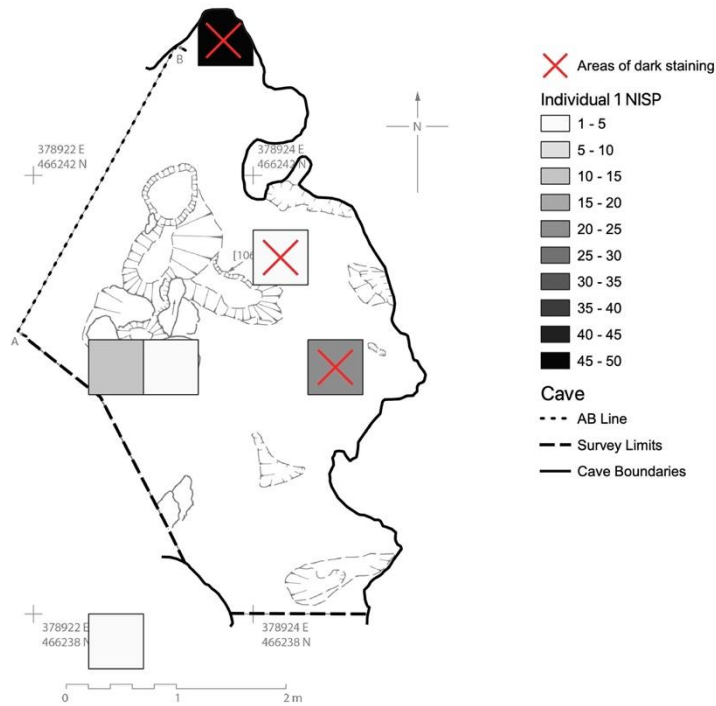 B
378922 E
466242 N
378924 E
466242 N
N
[106
A
378922 E
466238 N
378924 E
466238 N
0
1
2 m
Areas of dark staining
Individual 1 NISP
1 - 5
5 - 10
10 - 15
15 - 20
20 - 25
25 - 30
30 - 35
35 - 40
40 - 45
45 - 50
Cave
AB Line
Survey Limits
Cave Boundaries